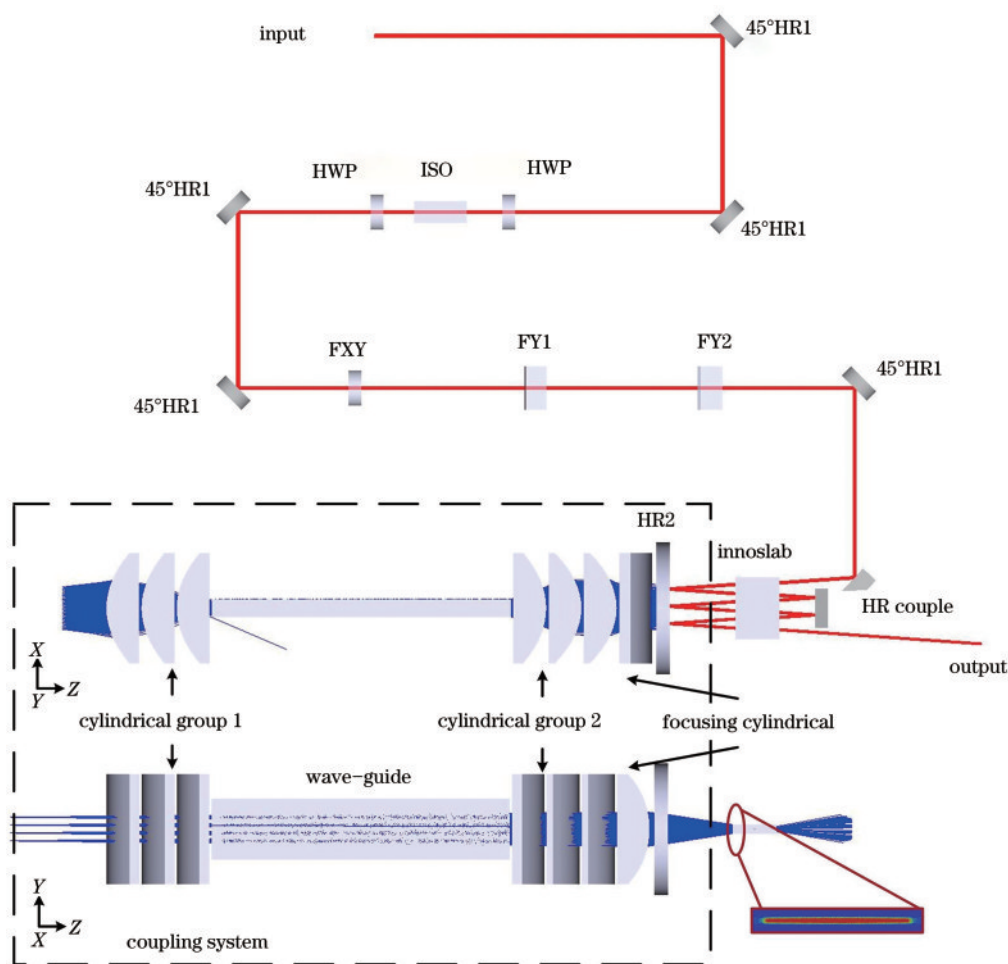 input
45°HR1
HWP ISO HWP
45°HR1
45°HR1
FXY FY1 FY2
45°HR1
45°HR1
HR2
innoslab
HR couple
output
X
Y Z
cylindrical group 1 cylindrical group 2 focusing cylindrical
wave-guide
Y
X Z
coupling system